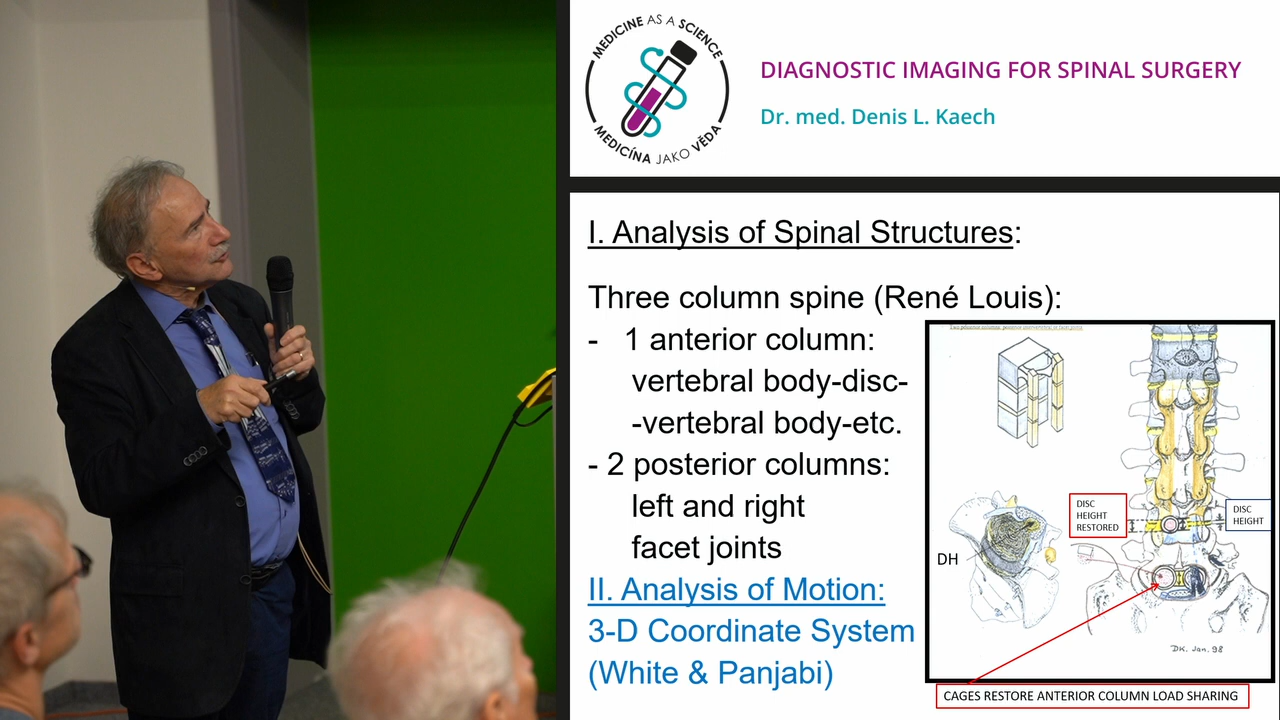 MEDICINE AS A SCIENCE
MEDICÍNA JAKO VĚDA
DIAGNOSTIC IMAGING FOR SPINAL SURGERY
Dr. med. Denis L. Kaech
I. Analysis of Spinal Structures:
Three column spine (René Louis):
- 1 anterior column:
vertebral body-disc-
-vertebral body-etc.
- 2 posterior columns:
left and right
facet joints
II. Analysis of Motion:
3-D Coordinate System
(White & Panjabi)
DISC
HEIGHT
RESTORED
DISC
HEIGHT
DH
DK. Jan. 98
CAGES RESTORE ANTERIOR COLUMN LOAD SHARING